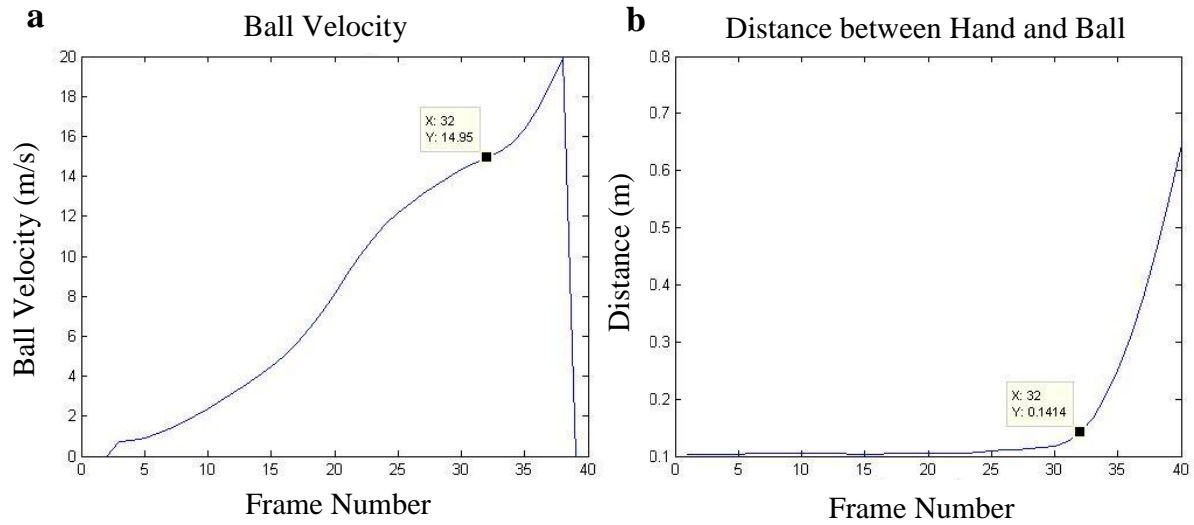 a
Ball Velocity
Ball Velocity (m/s)
20
18
16
14
12
10
8
6
4
2
0
X: 32
Y: 14.95
0 5 10 15 20 25 30 35 40
Frame Number
b
Distance between Hand and Ball
Distance (m)
0.8
0.7
0.6
0.5
0.4
0.3
0.2
0.1
X: 32
Y: 0.1414
0 5 10 15 20 25 30 35 40
Frame Number